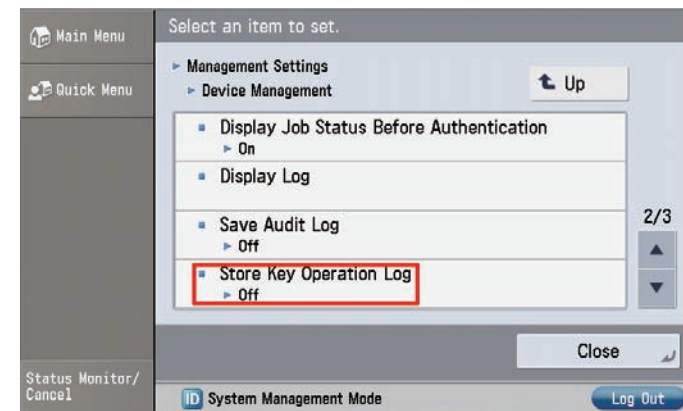 Main Menu
Quick Menu
Select an item to set.
Management Settings
Device Management
Up
Display Job Status Before Authentication
On
Display Log
Save Audit Log
Off
Store Key Operation Log
Off
2/3
Close
Status Monitor/
Cancel
ID System Management Mode
Log Out